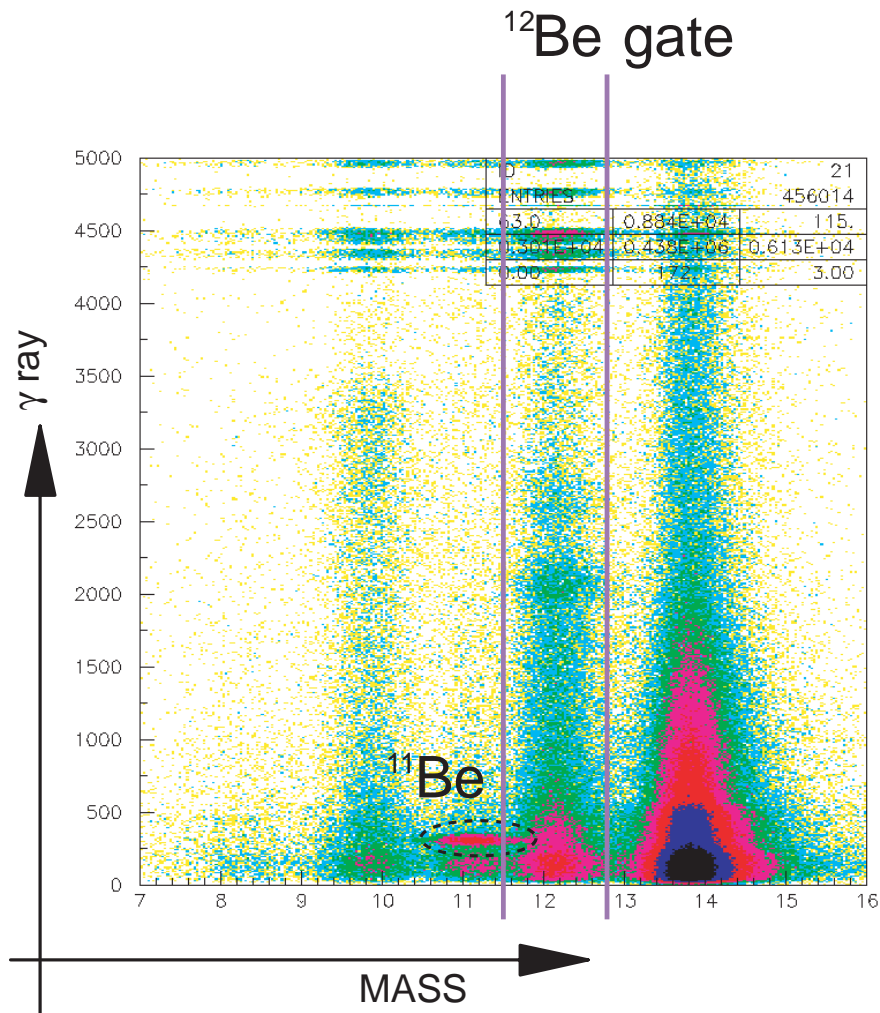 ¹²Be gate
5000
4500
4000
3500
3000
2500
2000
1500
1000
500
0
ID 21
ENTRIES 456014
63.0 0.884E+04 115.
0.301E+04 0.438E+06 0.613E+04
0.00 172 3.00
γ ray
¹¹Be
7 8 9 10 11 12 13 14 15 16
MASS